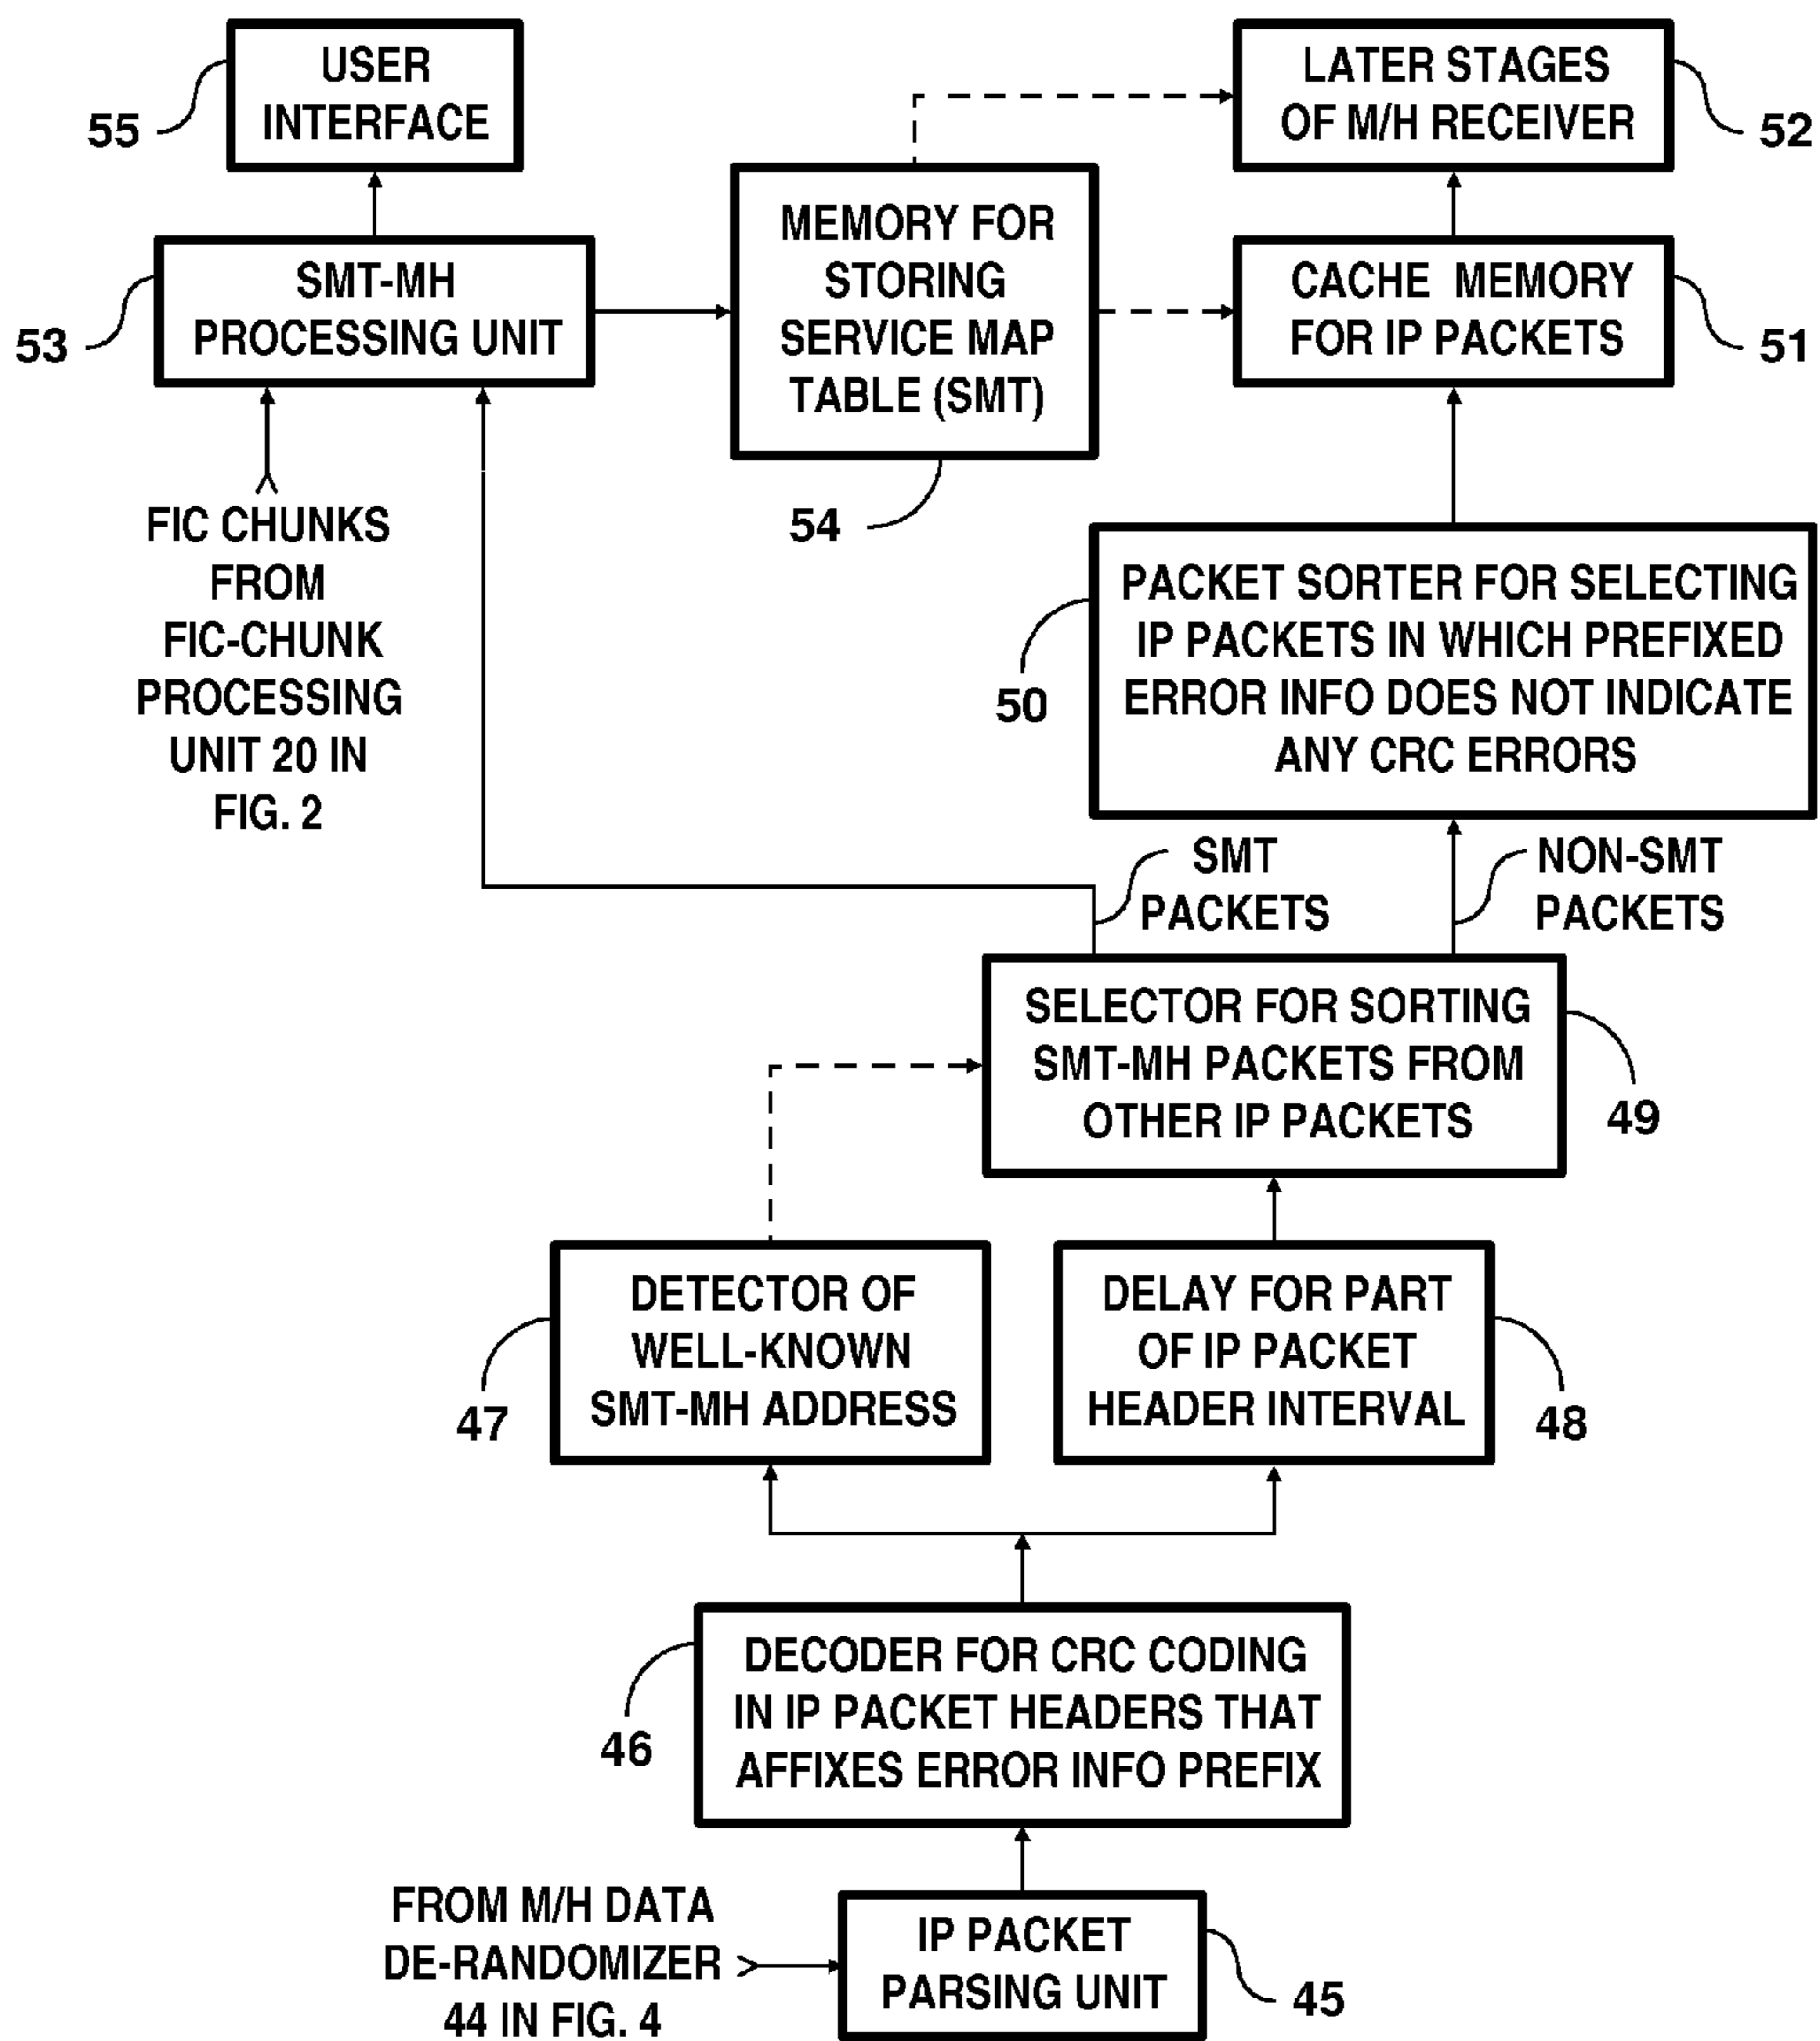 USER
INTERFACE
55
LATER STAGES
OF M/H RECEIVER
52
MEMORY FOR
STORING
SERVICE MAP
TABLE (SMT)
54
SMT-MH
PROCESSING UNIT
53
CACHE MEMORY
FOR IP PACKETS
51
FIC CHUNKS
FROM
FIC-CHUNK
PROCESSING
UNIT 20 IN
FIG. 2
PACKET SORTER FOR SELECTING
IP PACKETS IN WHICH PREFIXED
ERROR INFO DOES NOT INDICATE
ANY CRC ERRORS
50
SMT
PACKETS
NON-SMT
PACKETS
SELECTOR FOR SORTING
SMT-MH PACKETS FROM
OTHER IP PACKETS
49
DETECTOR OF
WELL-KNOWN
SMT-MH ADDRESS
47
DELAY FOR PART
OF IP PACKET
HEADER INTERVAL
48
DECODER FOR CRC CODING
IN IP PACKET HEADERS THAT
AFFIXES ERROR INFO PREFIX
46
FROM M/H DATA
DE-RANDOMIZER
44 IN FIG. 4
IP PACKET
PARSING UNIT
45